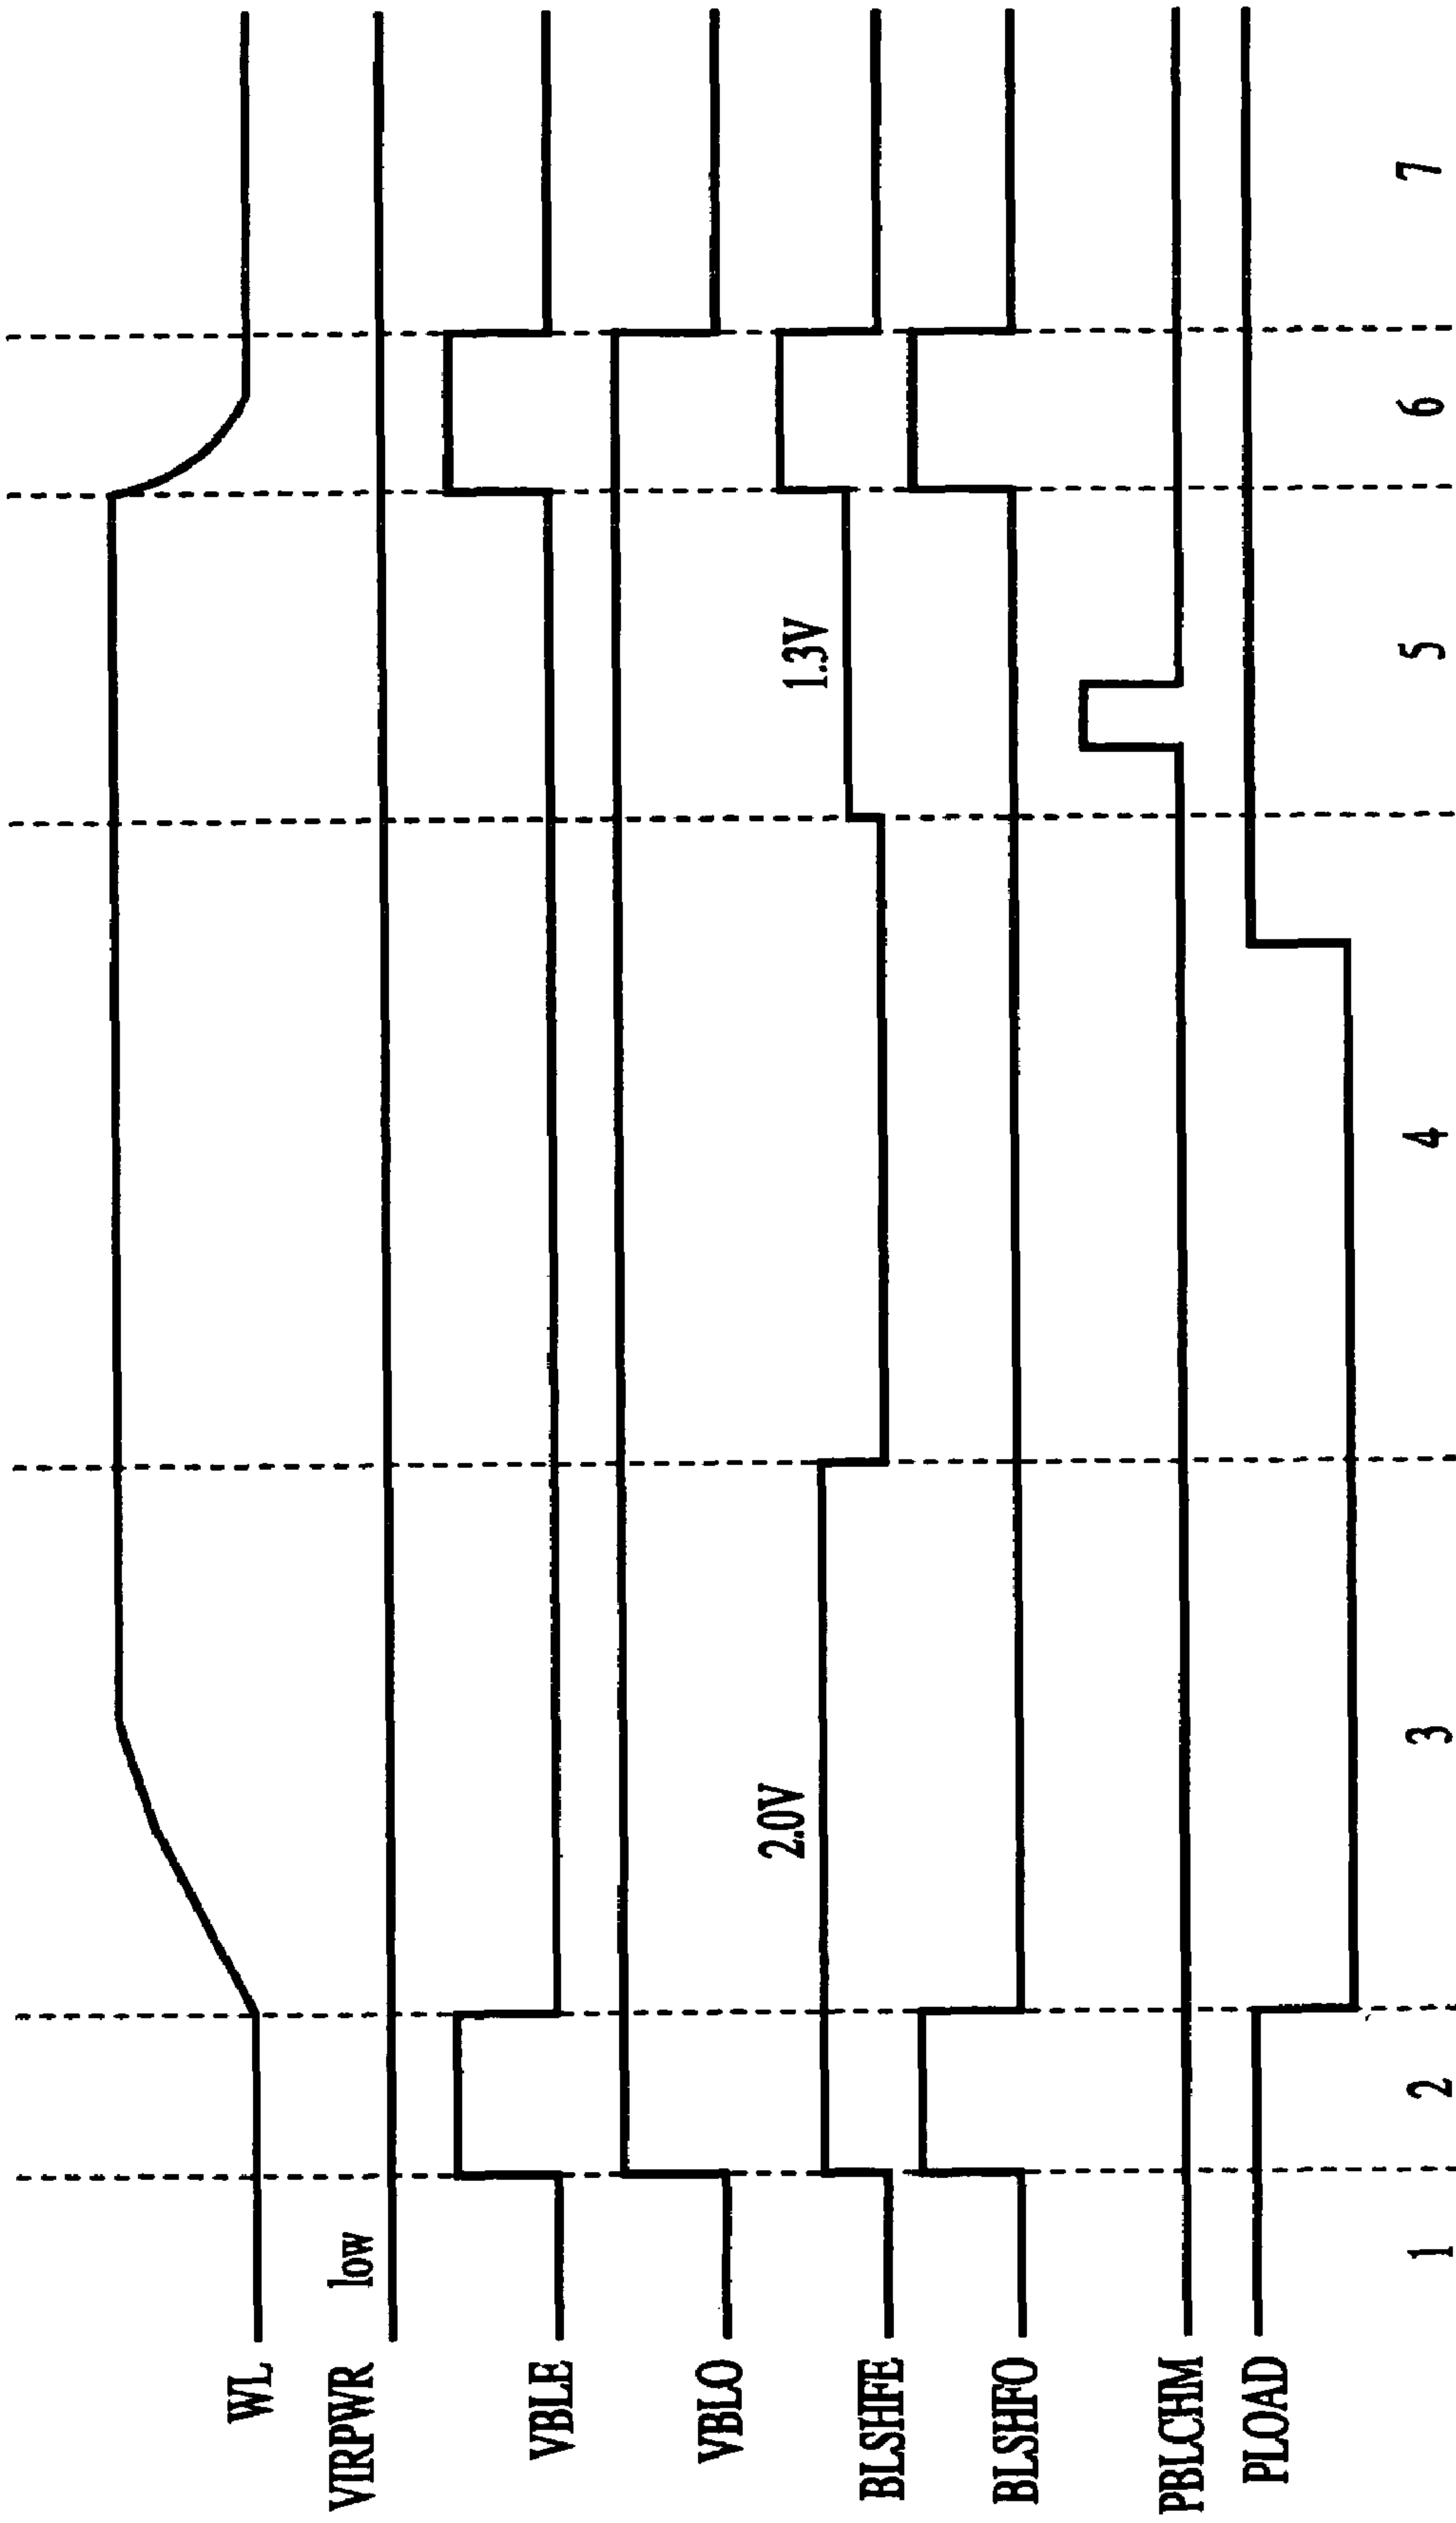 WL
VIRPWR
low
VBLE
VBLO
BLSHFE
2.0V
1.3V
BLSHFO
PBLCHM
PLOAD
1 2 3 4 5 6 7